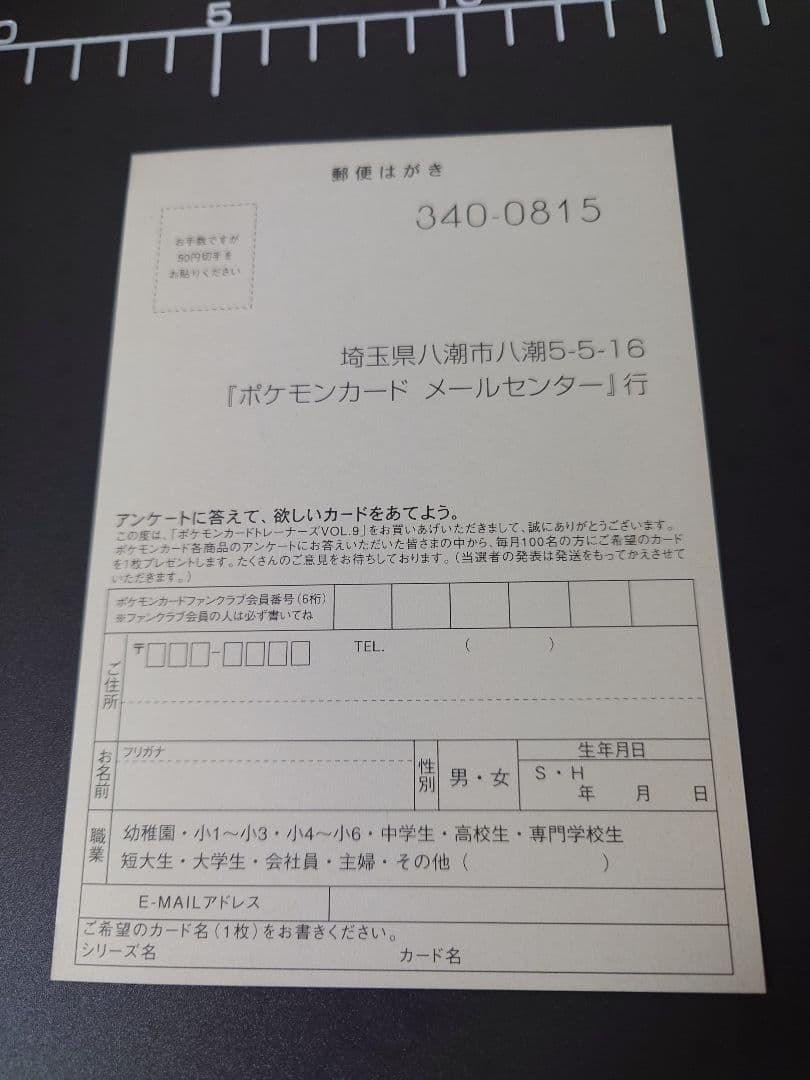 5
10
郵便はがき
お手数ですが
50円切手を
お貼りください
340-0815
埼玉県八潮市八潮5-5-16
『ポケモンカード メールセンター』行
アンケートに答えて、欲しいカードをあてよう。
この度は、「ポケモンカードトレーナーズVOL.9」をお買いあげいただきまして、誠にありがとうございます。
ポケモンカード各商品のアンケートにお答えいただいた皆さまの中から、毎月100名の方にご希望のカード
を1枚プレゼントします。たくさんのご意見をお待ちしております。(当選者の発表は発送をもってかえさせて
いただきます。)
ポケモンカードファンクラブ会員番号(6桁)
※ファンクラブ会員の人は必ず書いてね
ご住所
〒□□□-□□□□ TEL. ( )
お名前
フリガナ
性別
男・女
生年月日
S・H
年 月 日
職業
幼稚園・小1〜小3・小4〜小6・中学生・高校生・専門学校生
短大生・大学生・会社員・主婦・その他( )
E-MAILアドレス
ご希望のカード名(1枚)をお書きください。
シリーズ名 カード名